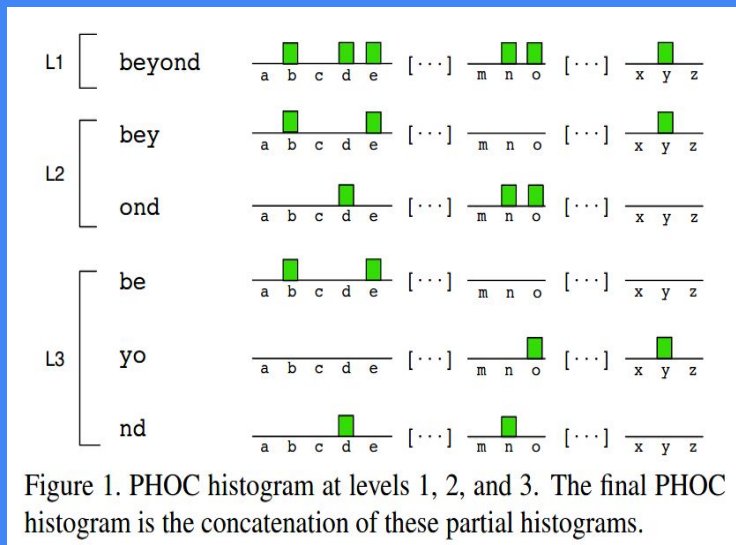 L1 beyond a b c d e [···] m n o [···] x y z
L2
bey a b c d e [···] m n o [···] x y z
ond a b c d e [···] m n o [···] x y z
L3
be a b c d e [···] m n o [···] x y z
yo a b c d e [···] m n o [···] x y z
nd a b c d e [···] m n o [···] x y z
Figure 1. PHOC histogram at levels 1, 2, and 3. The final PHOC
histogram is the concatenation of these partial histograms.